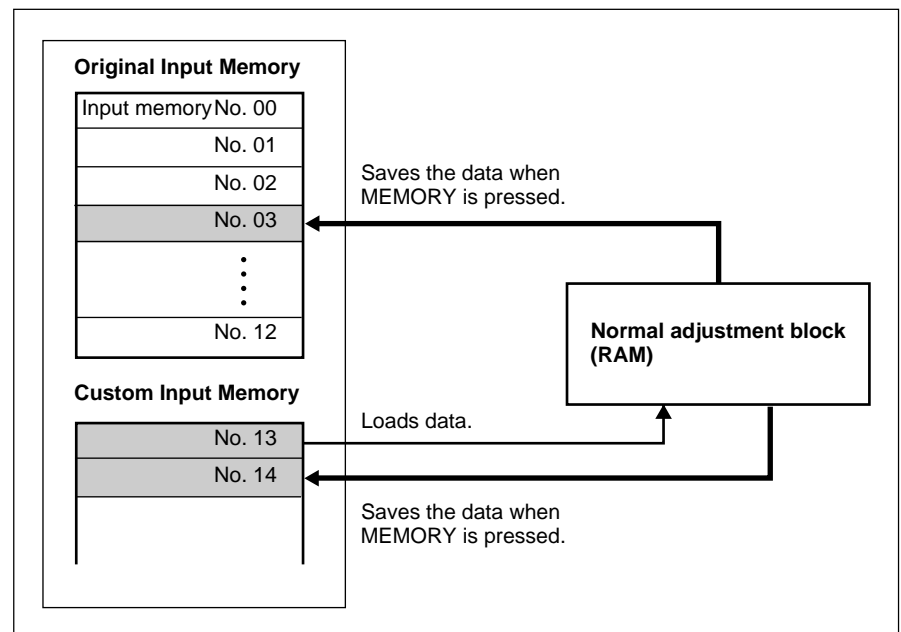 Original Input Memory
Input memory No. 00
No. 01
No. 02
No. 03
No. 12
Saves the data when
MEMORY is pressed.
Normal adjustment block
(RAM)
Custom Input Memory
No. 13
No. 14
Loads data.
Saves the data when
MEMORY is pressed.